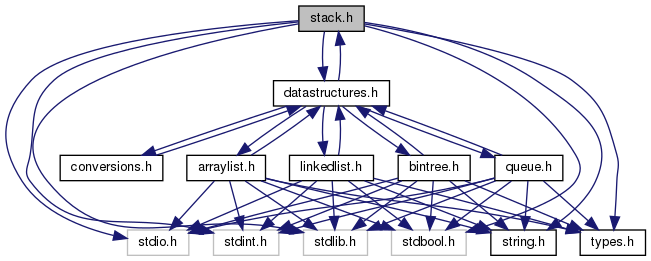 stack.h
datastructures.h
conversions.h
arraylist.h
linkedlist.h
bintree.h
queue.h
stdio.h
stdint.h
stdlib.h
stdbool.h
string.h
types.h